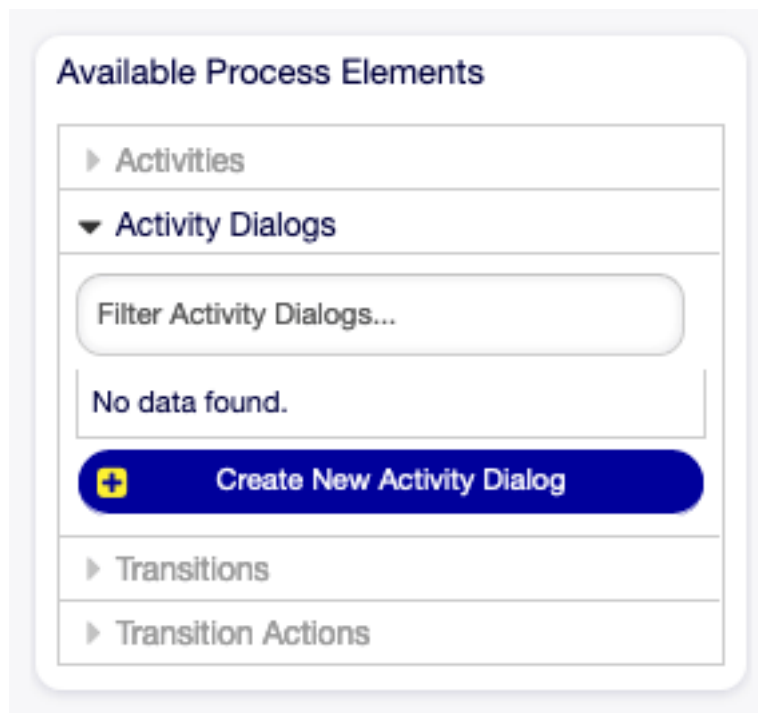 Available Process Elements
Activities
Activity Dialogs
Filter Activity Dialogs...
No data found.
Create New Activity Dialog
Transitions
Transition Actions